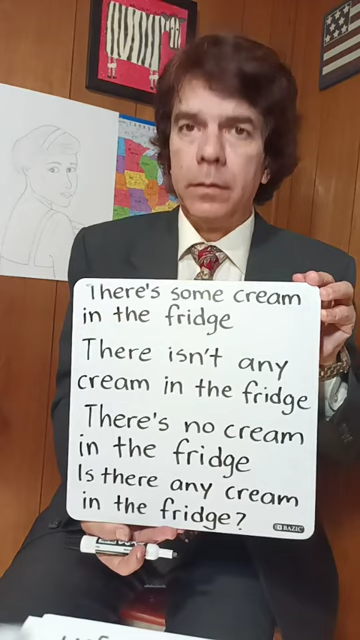 There's some cream
in the fridge
There isn't any
cream in the fridge
There's no cream
in the fridge
Is there any cream
in the fridge?
BAZIC